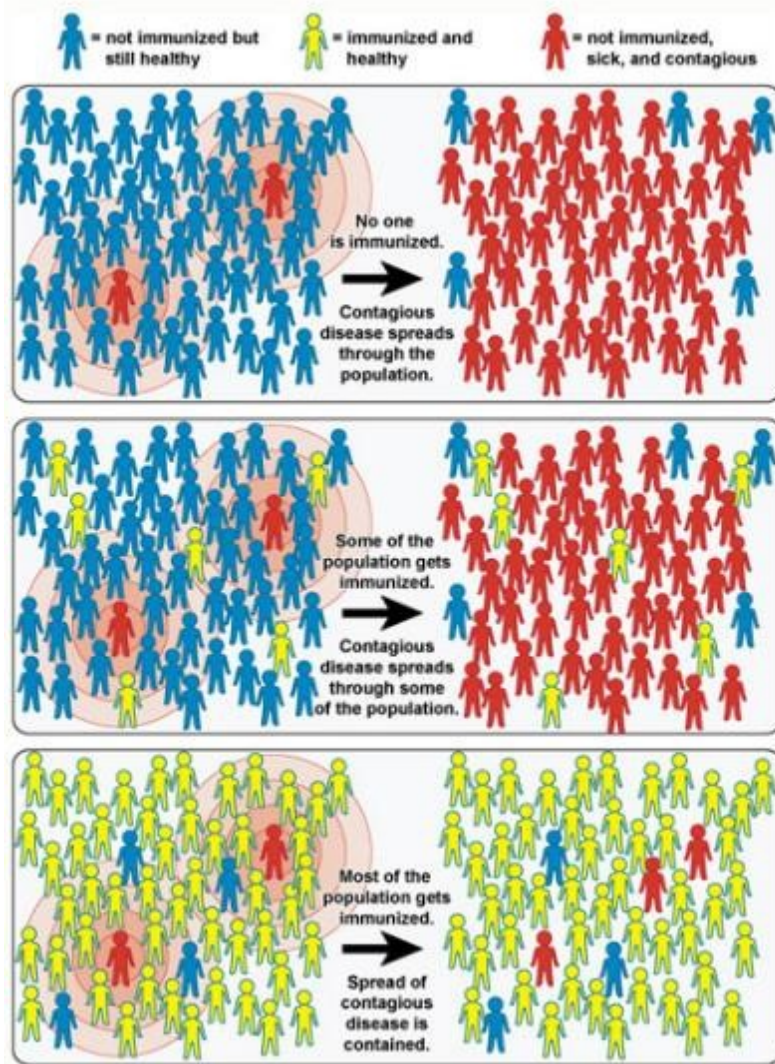 = not immunized but
still healthy
= immunized and
healthy
= not immunized,
sick, and contagious
No one
is immunized.
Contagious
disease spreads
through the
population.
Some of the
population gets
immunized.
Contagious
disease spreads
through some
of the population.
Most of the
population gets
immunized.
Spread of
contagious
disease is
contained.